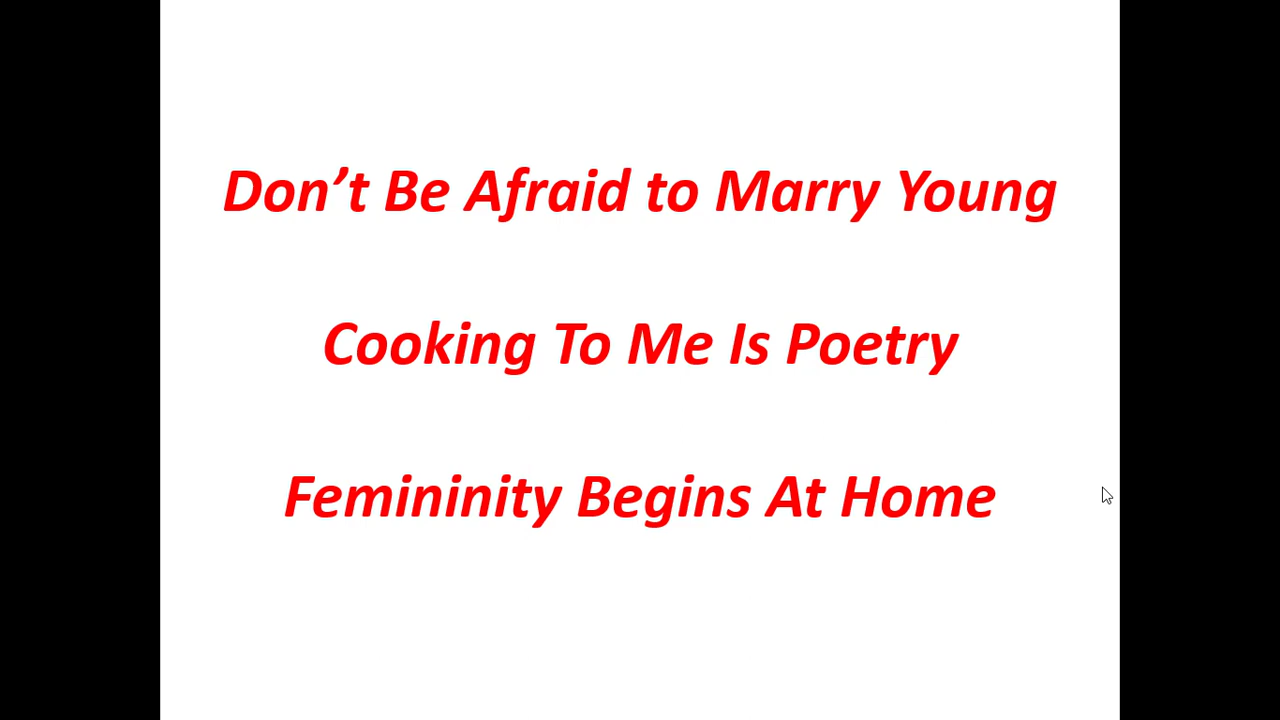 Don’t Be Afraid to Marry Young
Cooking To Me Is Poetry
Femininity Begins At Home